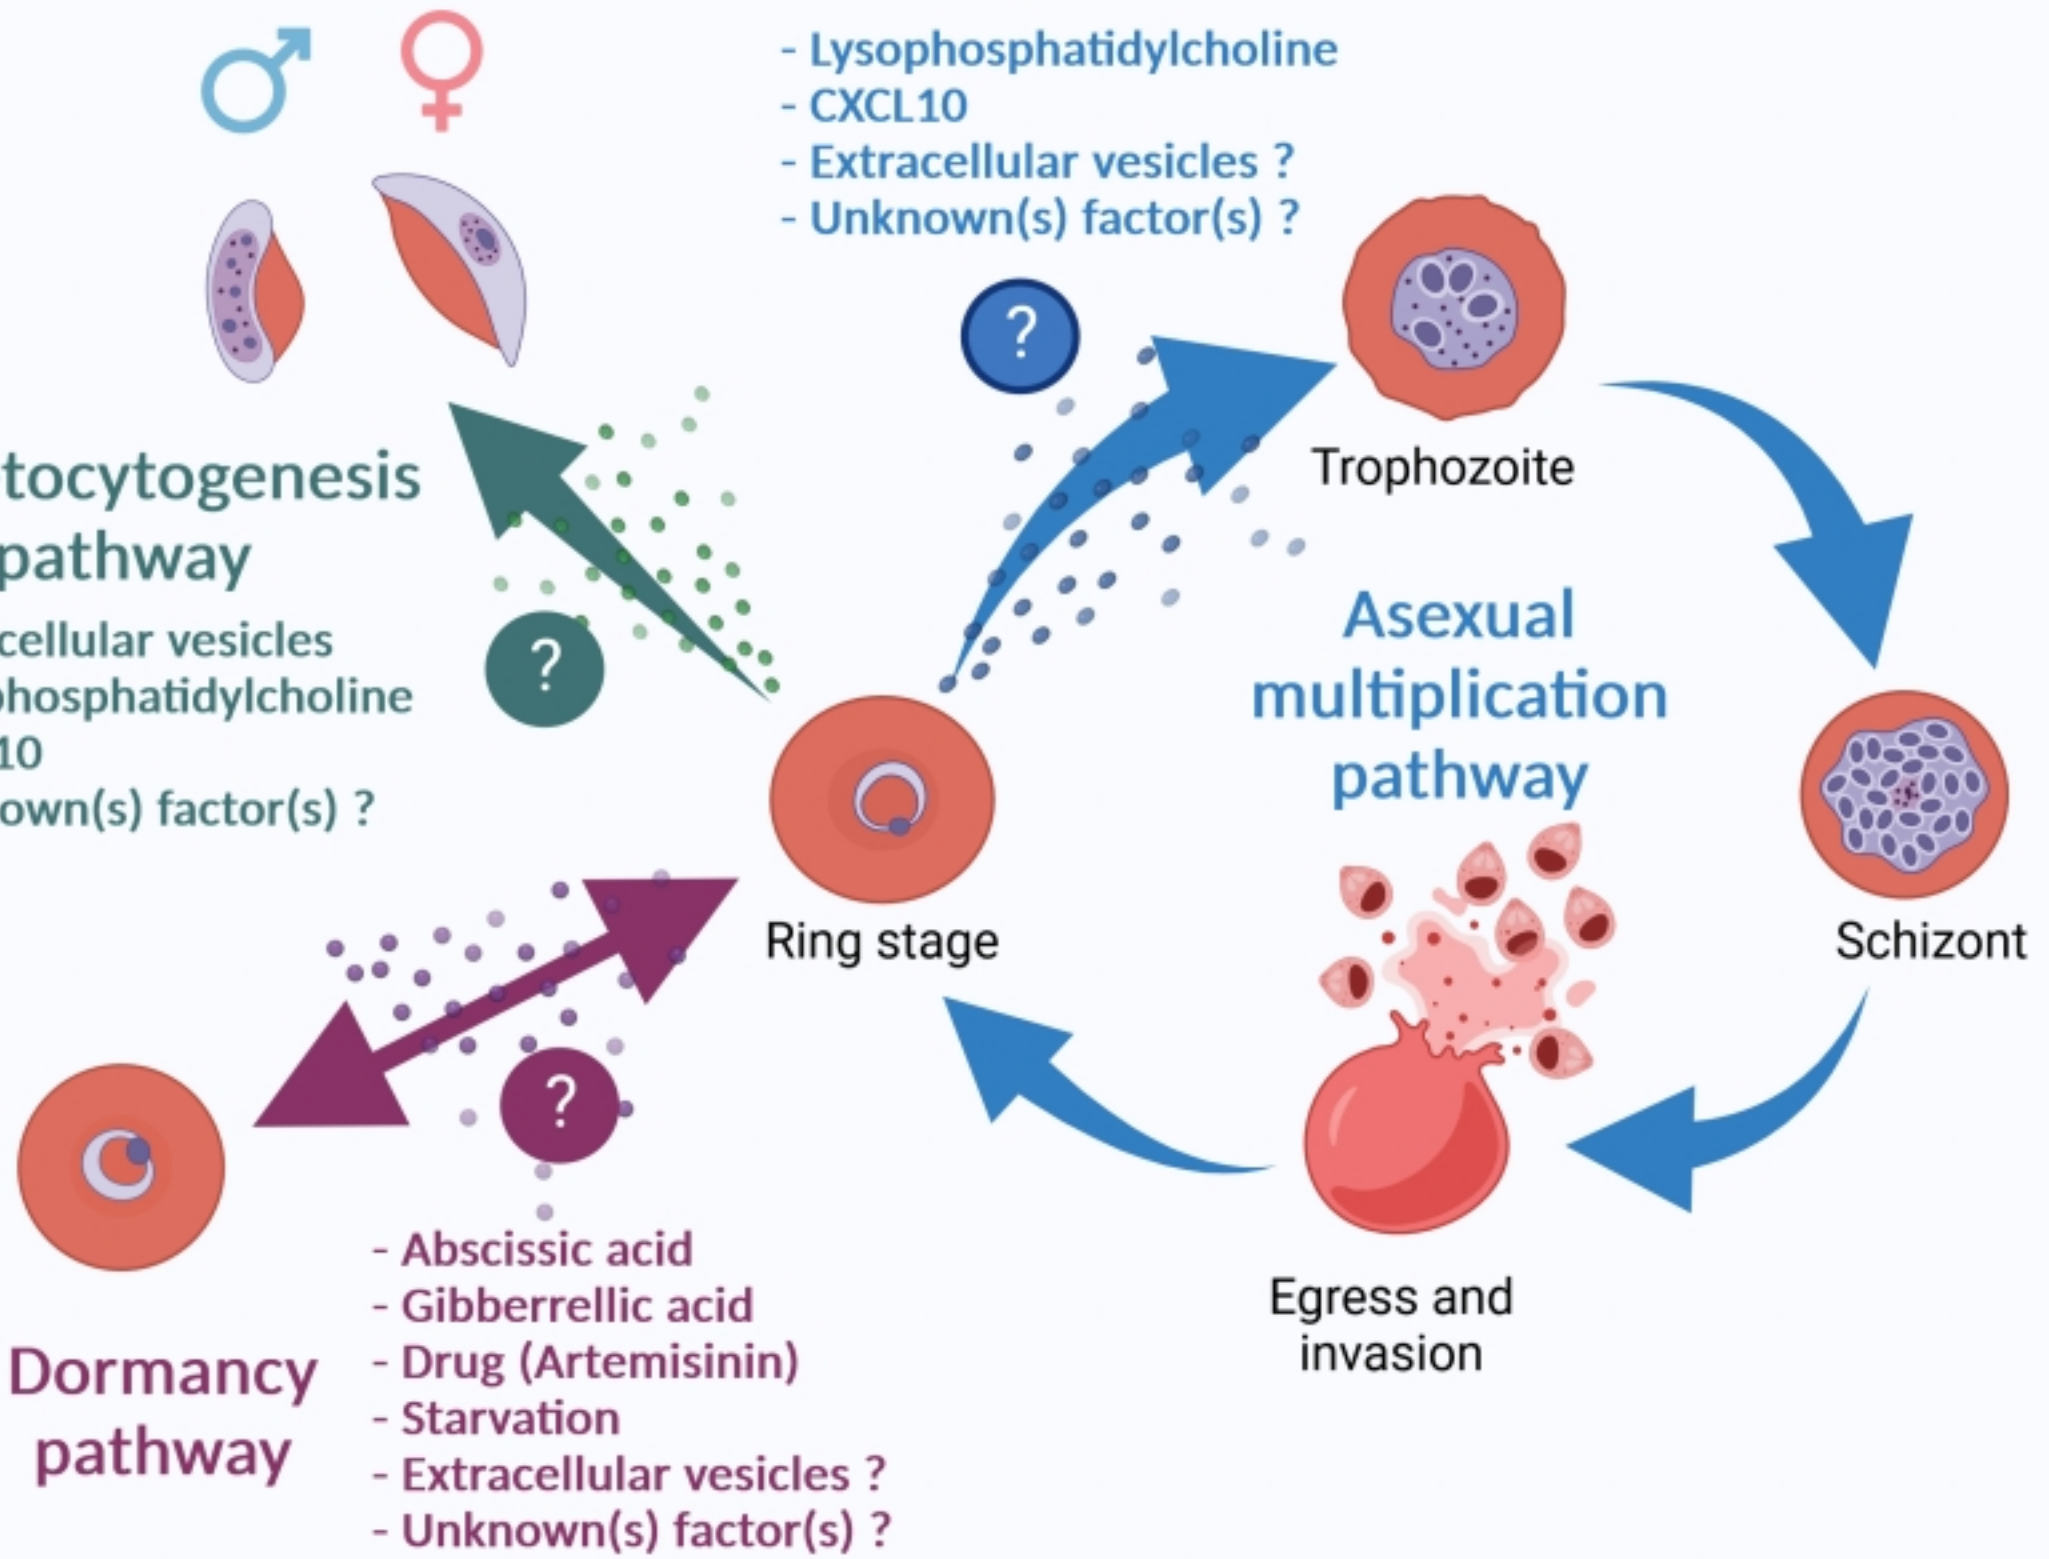 - Lysophosphatidylcholine
- CXCL10
- Extracellular vesicles ?
- Unknown(s) factor(s) ?
?
Trophozoite
tocytogenesis
pathway
cellular vesicles
phosphatidylcholine
10
own(s) factor(s) ?
?
Asexual
multiplication
pathway
Ring stage
Schizont
?
Egress and
invasion
Dormancy
pathway
- Abscissic acid
- Gibberrellic acid
- Drug (Artemisinin)
- Starvation
- Extracellular vesicles ?
- Unknown(s) factor(s) ?